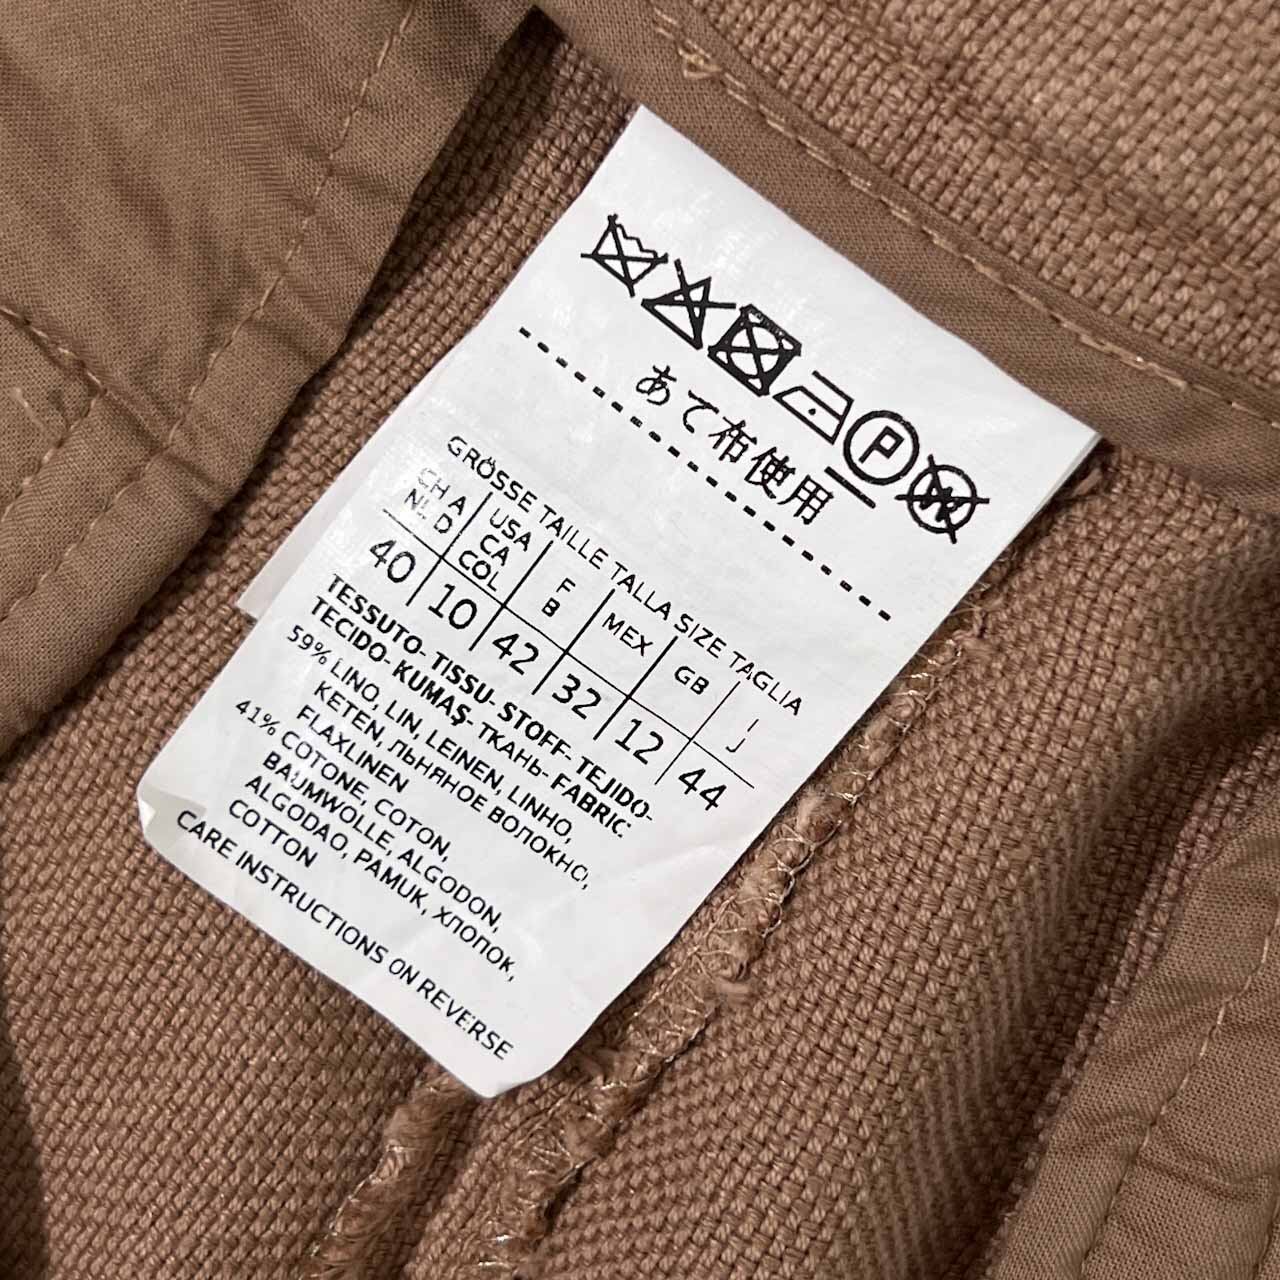 P
W
あて布使用
GRÖSSE TAILLE TALLA SIZE TAGLIA
CH A USA F MEX GB I
NL D CA B J
COL
40 10 42 32 12 44
TESSUTO- TISSU- STOFF- TEJIDO-
TECIDO- KUMAŞ- ТКАНЬ- FABRIC:
59% LINO, LIN, LEINEN, LINHO,
KETEN, ЛЬНЯНОЕ ВОЛОКНО,
FLAXLINEN
41% COTONE, COTON,
BAUMWOLLE, ALGODON,
ALGODAO, PAMUK, ХЛОПОК,
COTTON
CARE INSTRUCTIONS ON REVERSE